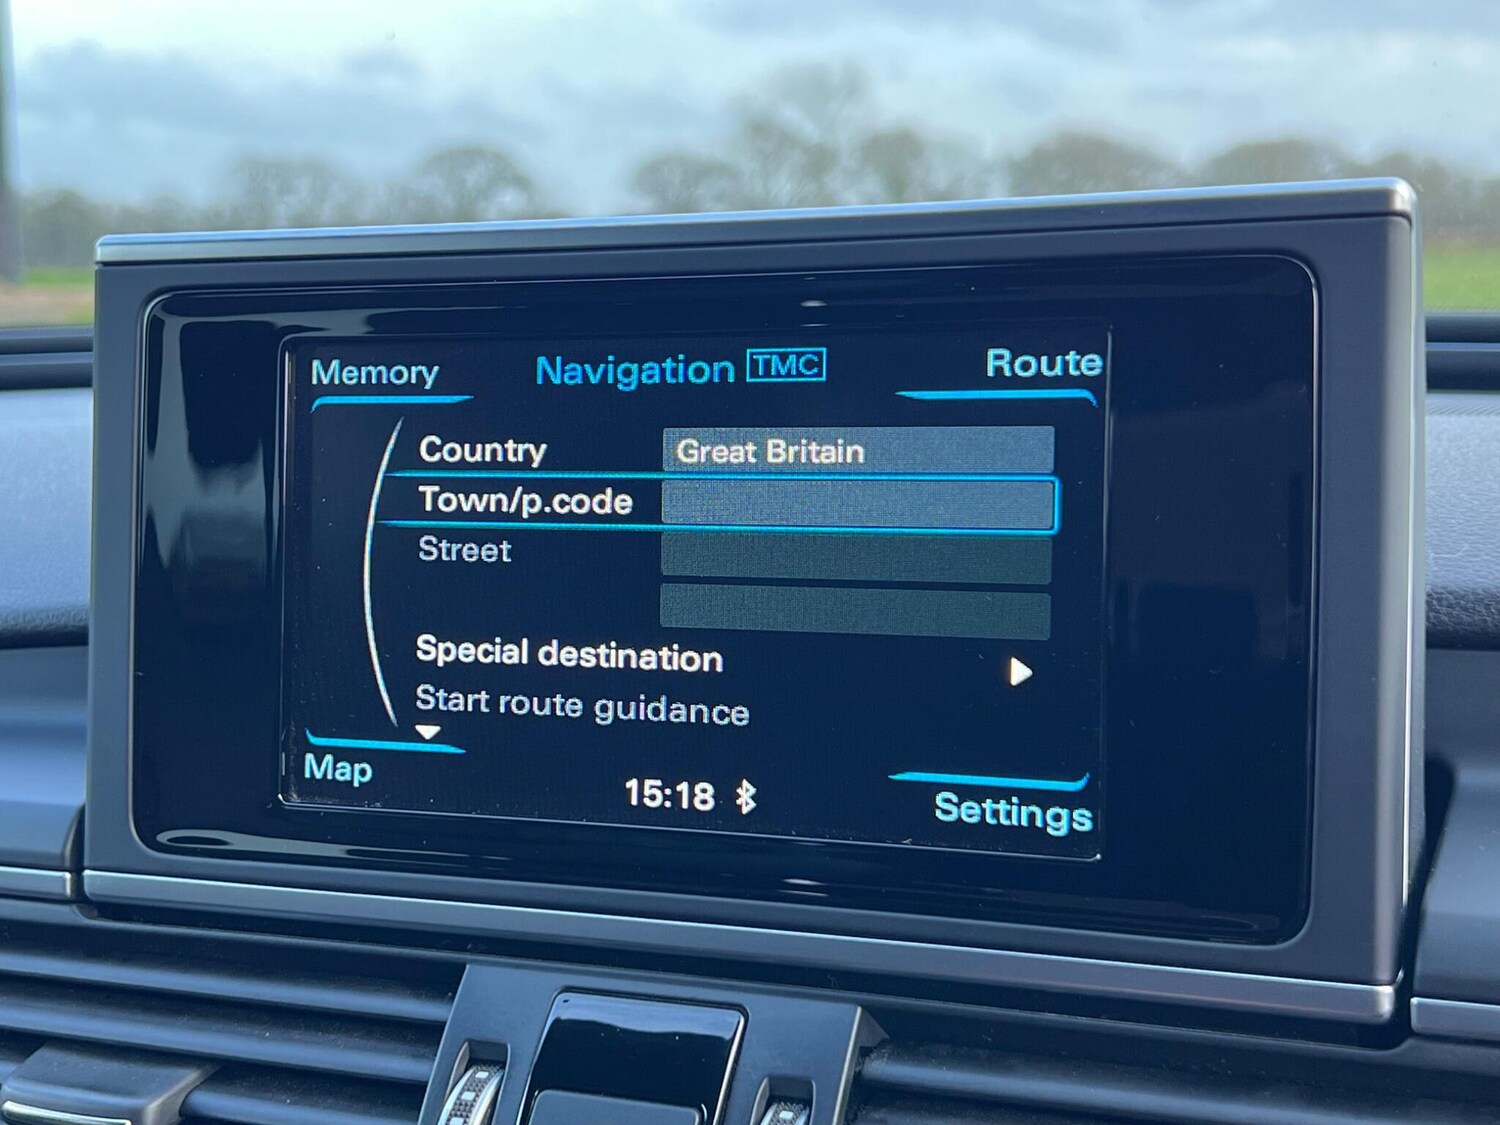 Memory Navigation TMC Route
Country Great Britain
Town/p.code
Street
Special destination
Start route guidance
Map 15:18 Settings